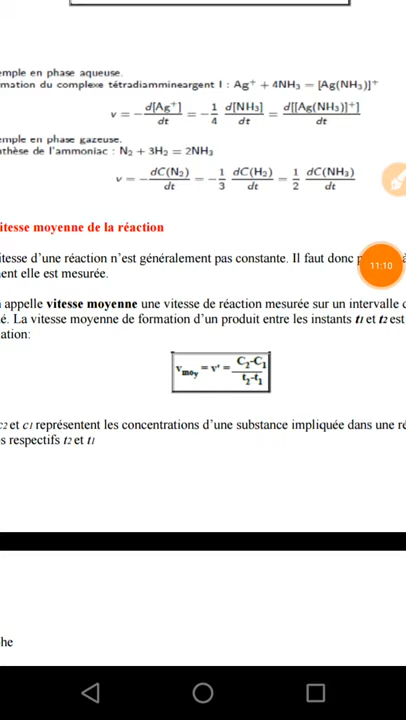 emple en phase aqueuse.
mation du complexe tétradiammineargent I : Ag⁺ + 4NH₃ = [Ag(NH₃)]⁺
v = − d[Ag⁺]/dt = − 1/4 d[NH₃]/dt = d[[Ag(NH₃)]⁺]/dt
emple en phase gazeuse.
thèse de l'ammoniac : N₂ + 3H₂ = 2NH₃
v = − dC(N₂)/dt = − 1/3 dC(H₂)/dt = 1/2 dC(NH₃)/dt
itesse moyenne de la réaction
itesse d'une réaction n'est généralement pas constante. Il faut donc
11:10
ent elle est mesurée.
appelle vitesse moyenne une vitesse de réaction mesurée sur un intervalle
é. La vitesse moyenne de formation d'un produit entre les instants t1 et t2 est
ation:
vmoy = v' = C₂-C₁/t₂-t₁
c2 et c1 représentent les concentrations d'une substance impliquée dans une ré
s respectifs t2 et t1
he